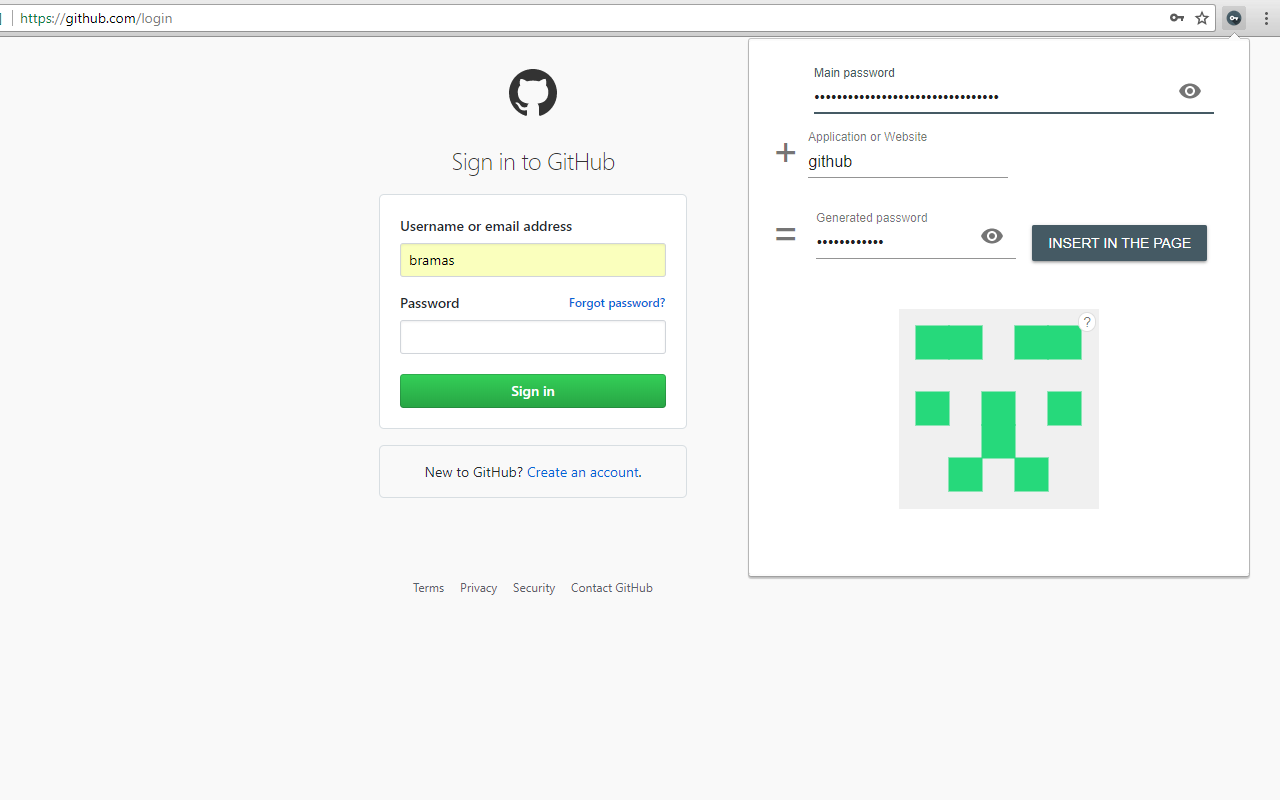 https://github.com/login
Sign in to GitHub
Username or email address
bramas
Password Forgot password?
Sign in
New to GitHub? Create an account.
Terms Privacy Security Contact GitHub
Main password
••••••••••••••••••••••••••••••••
+ Application or Website
github
= Generated password
••••••••••••
INSERT IN THE PAGE
?